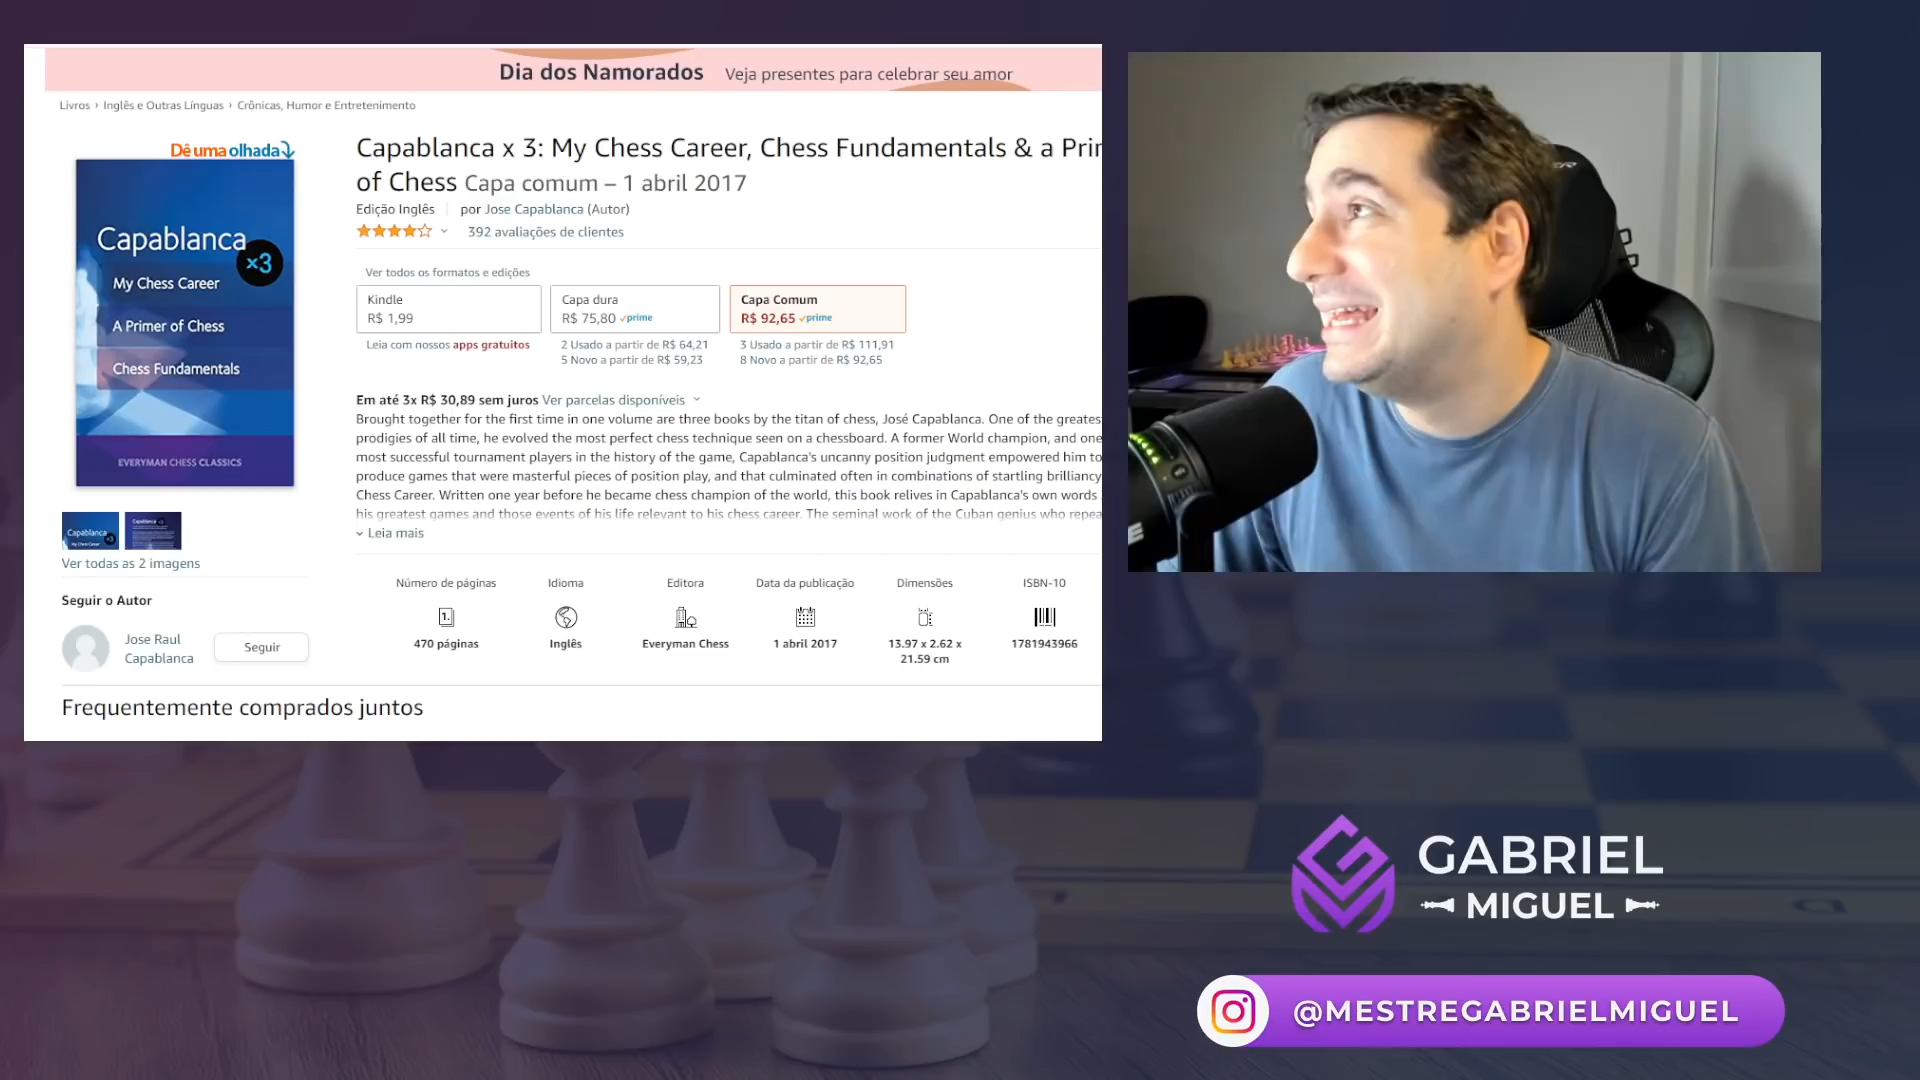 Dia dos Namorados Veja presentes para celebrar seu amor
Livros › Inglês e Outras Línguas › Crônicas, Humor e Entretenimento
Dê uma olhada
Capablanca
x3
My Chess Career
A Primer of Chess
Chess Fundamentals
EVERYMAN CHESS CLASSICS
Ver todas as 2 imagens
Seguir o Autor
Jose Raul
Capablanca
Seguir
Capablanca x 3: My Chess Career, Chess Fundamentals & a Prir
of Chess Capa comum – 1 abril 2017
Edição Inglês por Jose Capablanca (Autor)
392 avaliações de clientes
Ver todos os formatos e edições
Kindle
R$ 1,99
Leia com nossos apps gratuitos
Capa dura
R$ 75,80 prime
2 Usado a partir de R$ 64,21
5 Novo a partir de R$ 59,23
Capa Comum
R$ 92,65 prime
3 Usado a partir de R$ 111,91
8 Novo a partir de R$ 92,65
Em até 3x R$ 30,89 sem juros Ver parcelas disponíveis
Brought together for the first time in one volume are three books by the titan of chess, José Capablanca. One of the greates
prodigies of all time, he evolved the most perfect chess technique seen on a chessboard. A former World champion, and one
most successful tournament players in the history of the game, Capablanca's uncanny position judgment empowered him to
produce games that were masterful pieces of position play, and that culminated often in combinations of startling brilliancy
Chess Career. Written one year before he became chess champion of the world, this book relives in Capablanca's own words
his greatest games and those events of his life relevant to his chess career. The seminal work of the Cuban genius who repea
Leia mais
Número de páginas
1.
470 páginas
Idioma
Inglês
Editora
Everyman Chess
Data da publicação
1 abril 2017
Dimensões
13.97 x 2.62 x
21.59 cm
ISBN-10
1781943966
Frequentemente comprados juntos
GABRIEL
MIGUEL
@MESTREGABRIELMIGUEL